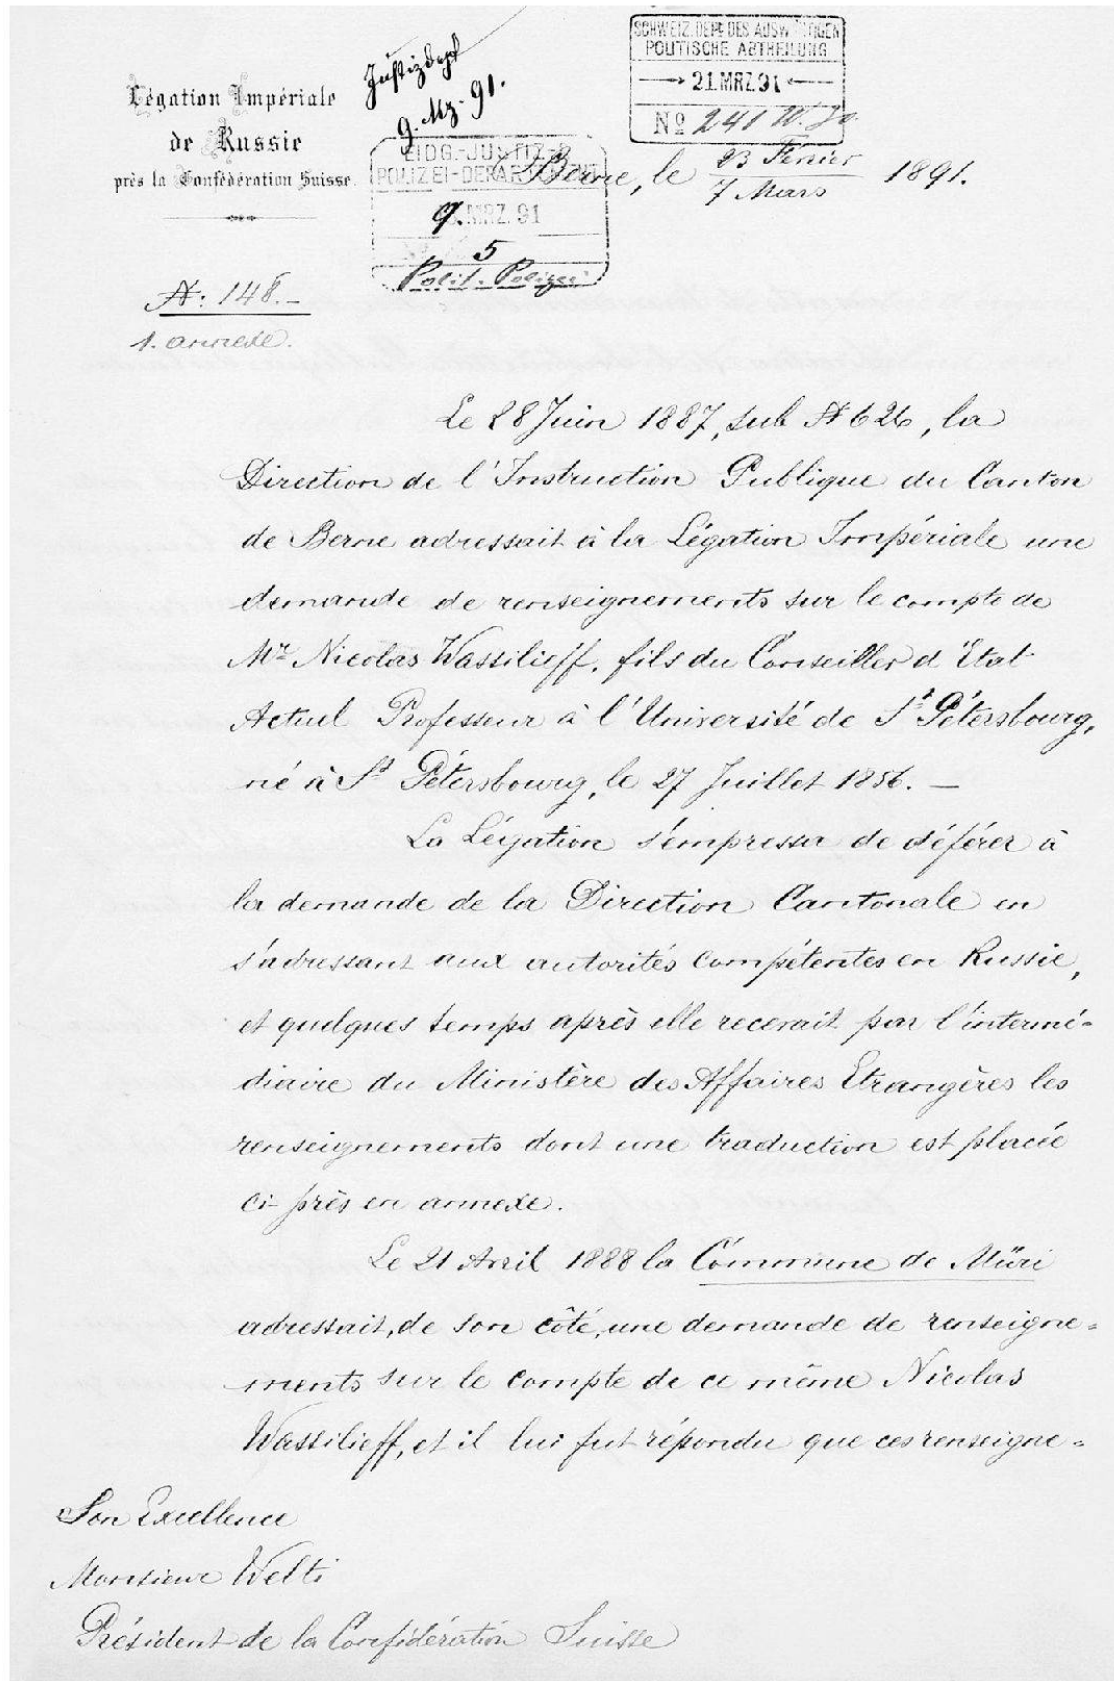 Légation Impériale
de Russie
près la Confédération Suisse.
Justizdept
9. Mz. 91.
SCHWEIZ. DEPT DES AUSWÄRTIGEN
POLITISCHE ABTHEILUNG
21.MRZ.91
No 241
EIDG. JUSTIZ- &
POLIZEI-DEPARTEMENT
9. MRZ. 91
5
Polit. Polizei
Berne, le 23 Février / 7 Mars 1891.
N: 148.-
1. annexe.
Le 28 Juin 1887, sub N 626, la
Direction de l'Instruction Publique du Canton
de Berne adressait à la Légation Impériale une
demande de renseignements sur le compte de
Mr Nicolas Wassilieff, fils du Conseiller d'Etat
Actuel Professeur à l'Université de St Pétersbourg,
né à St Pétersbourg, le 27 Juillet 1856. —
La Légation s'empressa de déférer à
la demande de la Direction Cantonale en
s'adressant aux autorités compétentes en Russie,
et quelques temps après elle recevait par l'intermé-
diaire du Ministère des Affaires Etrangères les
renseignements dont une traduction est placée
ci-près en annexe.
Le 21 Avril 1888 la Commune de Müri
adressait, de son côté, une demande de renseigne-
ments sur le compte de ce même Nicolas
Wassilieff, et il lui fut répondu que ces renseigne-
Son Excellence
Monsieur Welti
Président de la Confédération Suisse